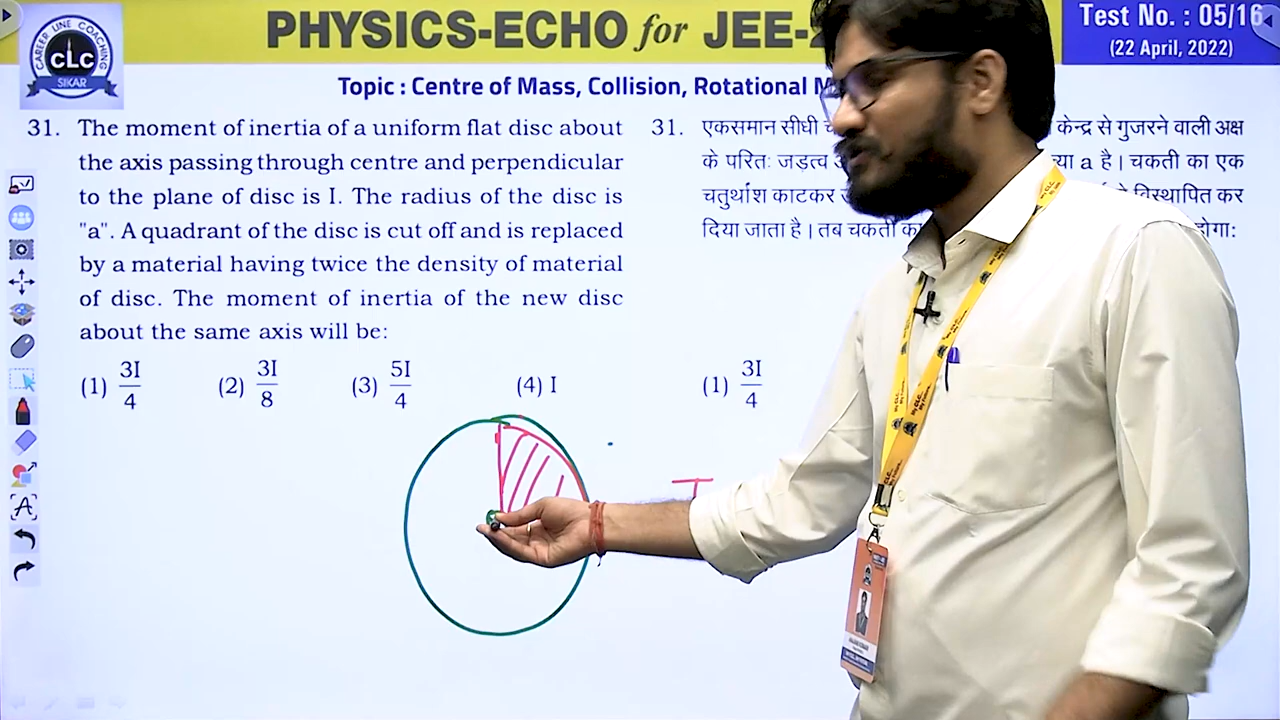 CAREER LINE COACHING
CLC
SIKAR
PHYSICS-ECHO for JEE-2
Test No. : 05/16
(22 April, 2022)
Topic : Centre of Mass, Collision, Rotational M
31. The moment of inertia of a uniform flat disc about
the axis passing through centre and perpendicular
to the plane of disc is I. The radius of the disc is
"a". A quadrant of the disc is cut off and is replaced
by a material having twice the density of material
of disc. The moment of inertia of the new disc
about the same axis will be:
(1) 3I/4 (2) 3I/8 (3) 5I/4 (4) I
31. एकसमान सीधी केन्द्र से गुजरने वाली अक्ष
के परितः जड़त्व a है। चकती का एक
चतुर्थांश काटकर विस्थापित कर
दिया जाता है। तब चकती का होगा:
(1) 3I/4
I